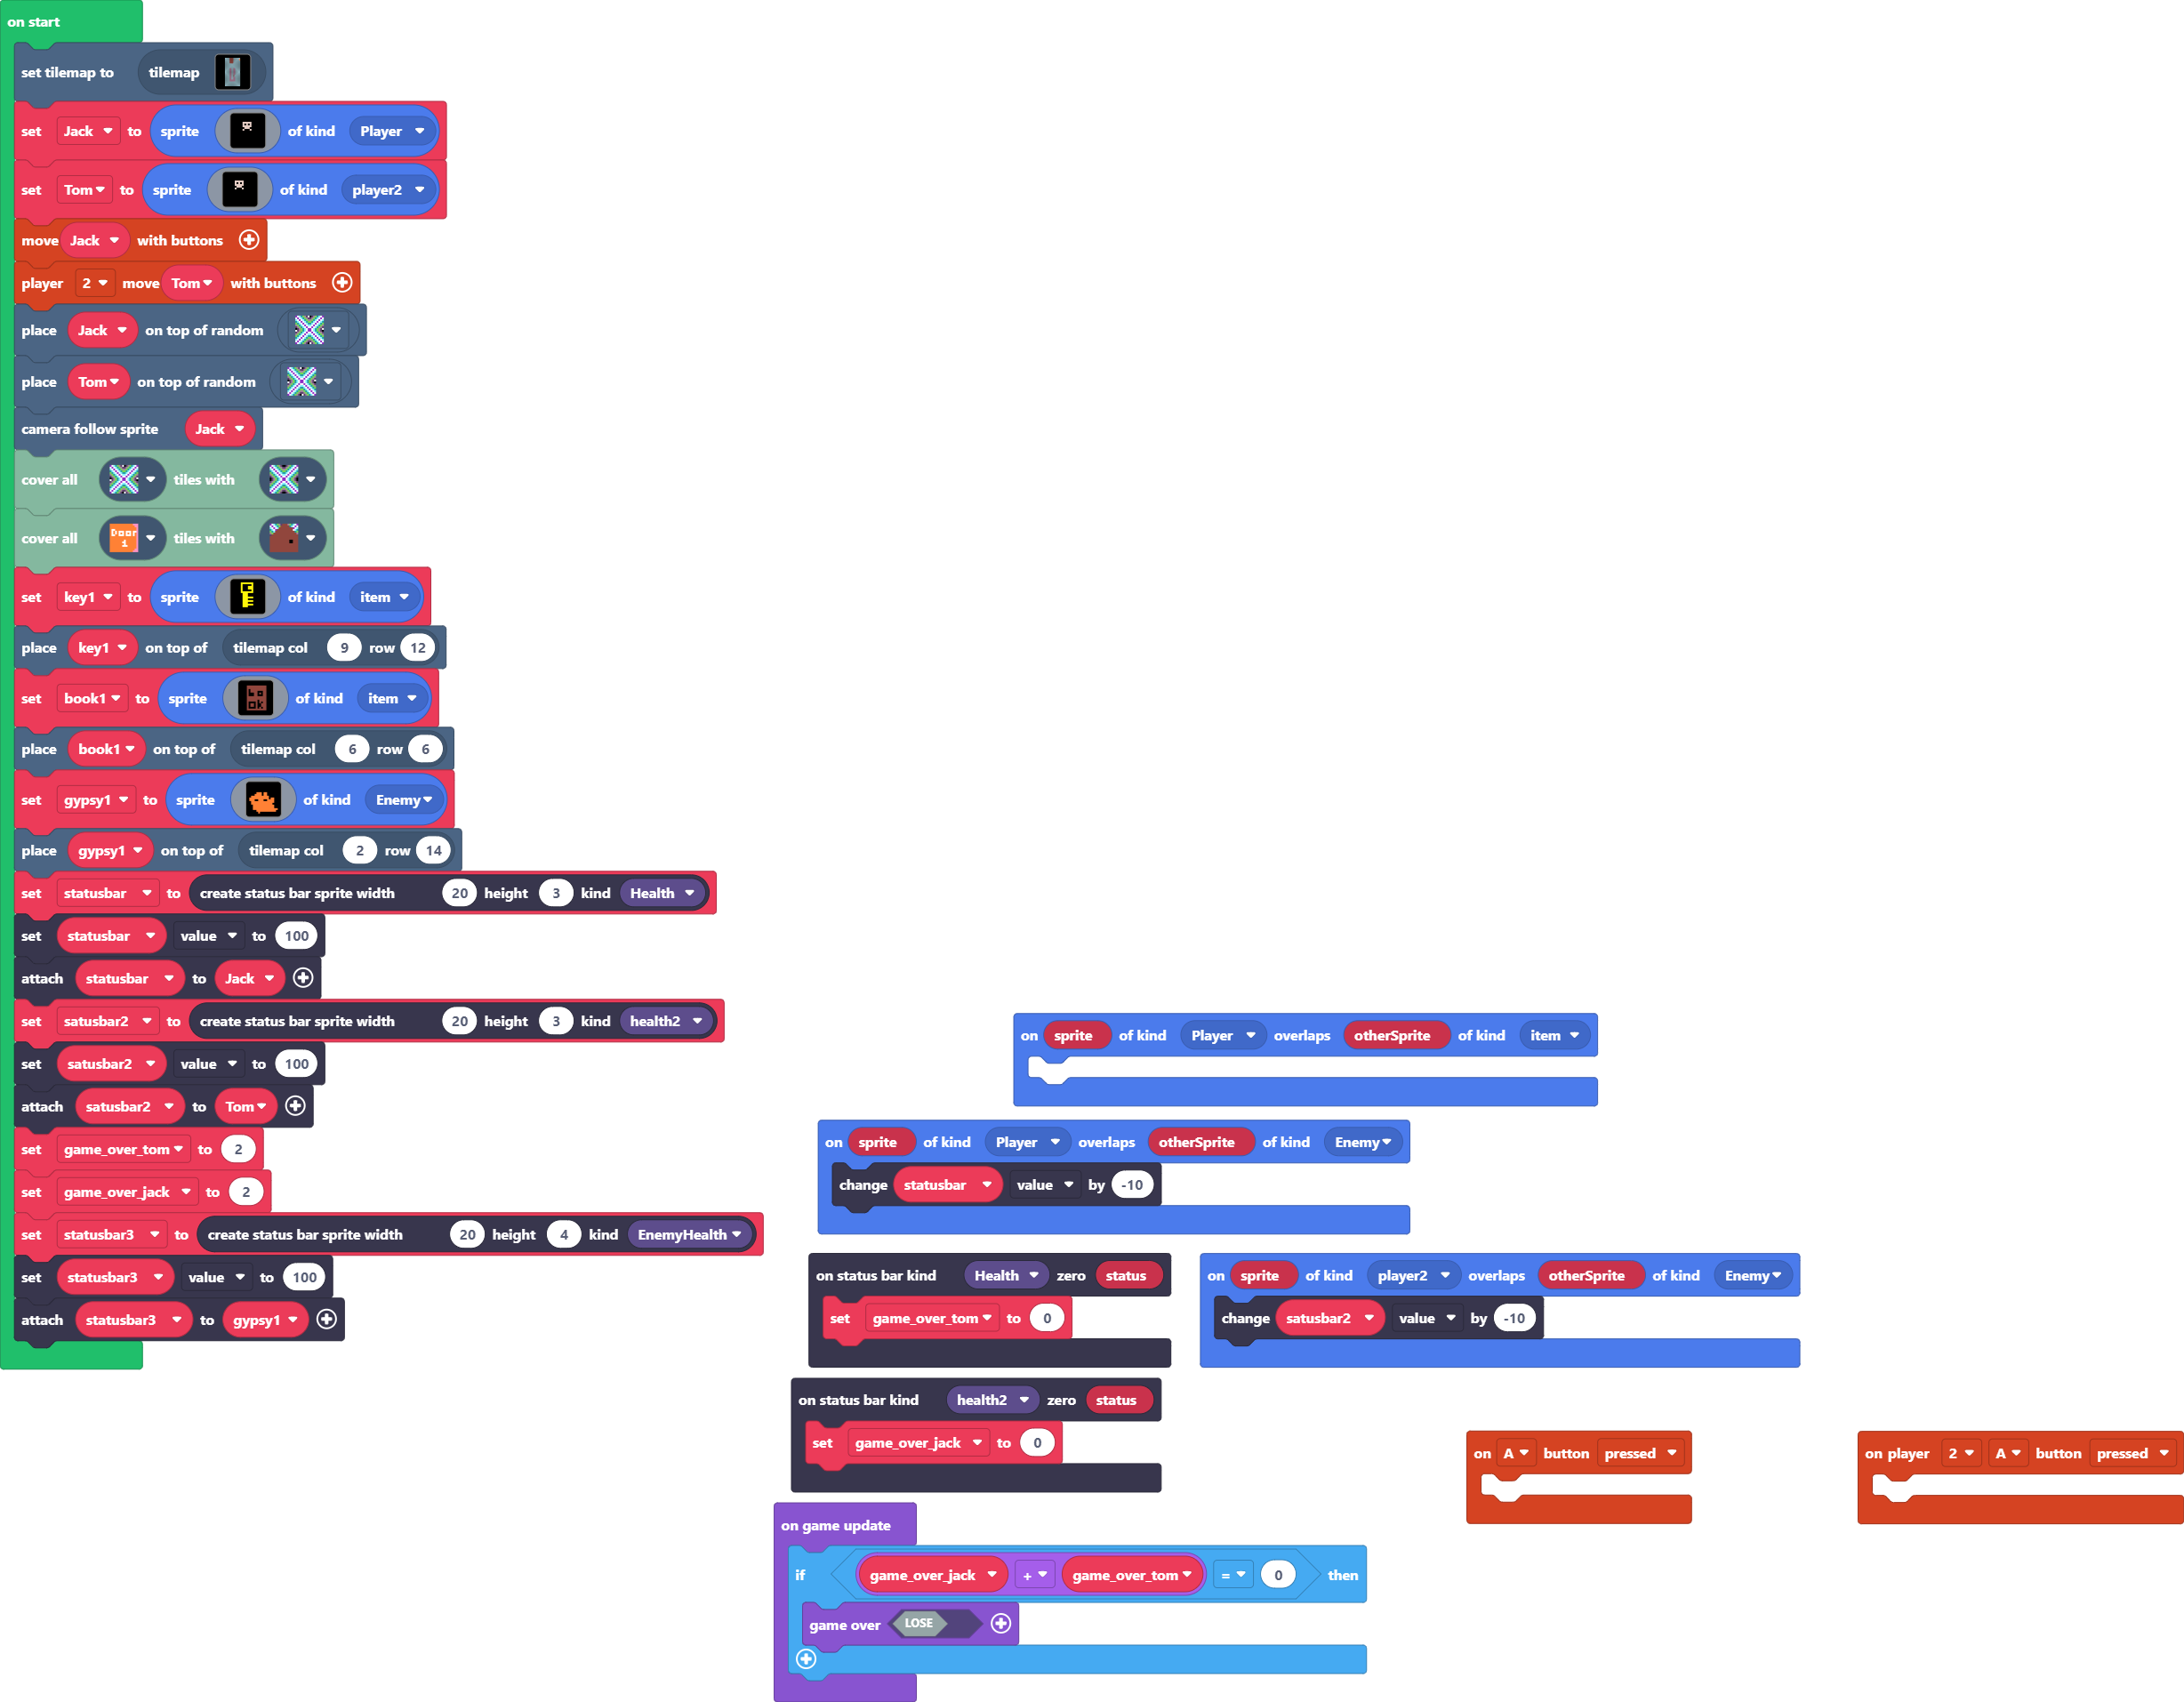 on start
set tilemap to tilemap
set Jack to sprite of kind Player
set Tom to sprite of kind player2
move Jack with buttons
player 2 move Tom with buttons
place Jack on top of random
place Tom on top of random
camera follow sprite Jack
cover all tiles with
cover all Door 1 tiles with
set key1 to sprite of kind item
place key1 on top of tilemap col 9 row 12
set book1 to sprite book of kind item
place book1 on top of tilemap col 6 row 6
set gypsy1 to sprite of kind Enemy
place gypsy1 on top of tilemap col 2 row 14
set statusbar to create status bar sprite width 20 height 3 kind Health
set statusbar value to 100
attach statusbar to Jack
set satusbar2 to create status bar sprite width 20 height 3 kind health2
set satusbar2 value to 100
attach satusbar2 to Tom
set game_over_tom to 2
set game_over_jack to 2
set statusbar3 to create status bar sprite width 20 height 4 kind EnemyHealth
set statusbar3 value to 100
attach statusbar3 to gypsy1
on sprite of kind Player overlaps otherSprite of kind item
on sprite of kind Player overlaps otherSprite of kind Enemy
change statusbar value by -10
on status bar kind Health zero status
set game_over_tom to 0
on sprite of kind player2 overlaps otherSprite of kind Enemy
change satusbar2 value by -10
on status bar kind health2 zero status
set game_over_jack to 0
on A button pressed
on player 2 A button pressed
on game update
if game_over_jack + game_over_tom = 0 then
game over LOSE